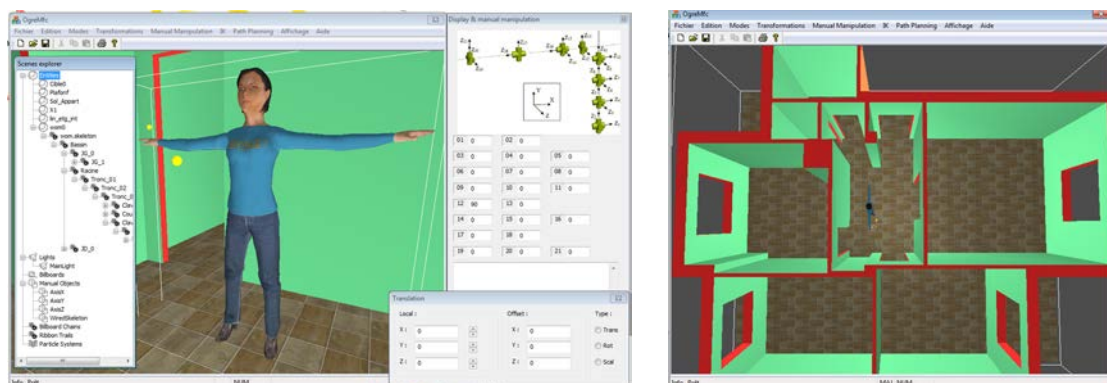 OgreMfc
Fichier Edition Modes Transformations Manual Manipulation IK Path Planning Affichage Aide
Scenes explorer
Entities
Cible0
Plafonf
Sol_Appart
X1
wom0
wom.skeleton
Bassin
JG_0
JG_1
Racine
Tronc_01
Tronc_02
JD_0
Lights
MainLight
Billboards
Manual Objects
AxisX
AxisY
AxisZ
WiredSkeleton
Billboard Chains
Ribbon Trails
Particle Systems
NUM
Display & manual manipulation
Y
X
Z
01 0 02 0
03 0 04 0 05 0
06 0 07 0 08 0
09 0 10 0 11 0
12 90 13 0
14 0 15 0 16 0
17 0 18 0
19 0 20 0 21 0
Translation
Local : Offset : Type :
X : 0 X : 0 Trans
Y : 0 Y : 0 Rot
Z : 0 Z : 0 Scal
OgreMfc
Fichier Edition Modes Transformations Manual Manipulation IK Path Planning Affichage Aide